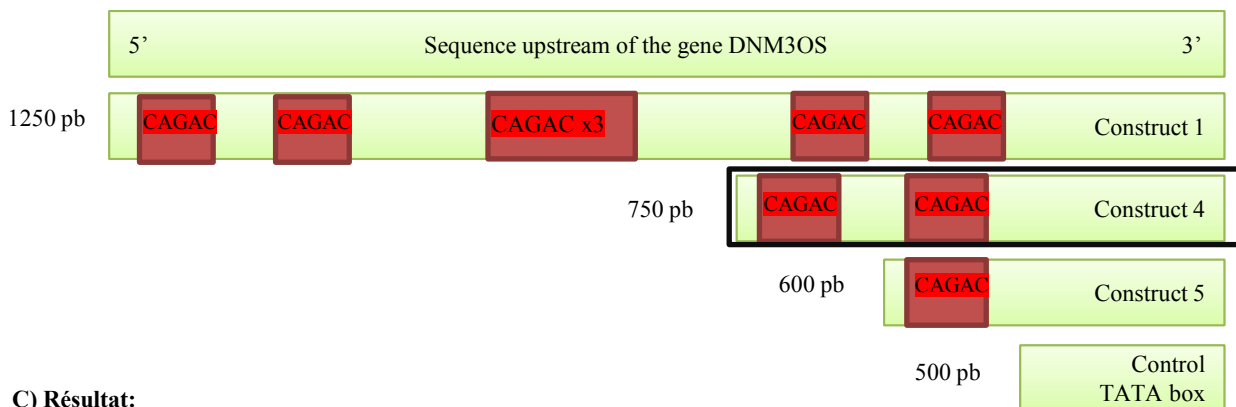 5’ Sequence upstream of the gene DNM3OS 3’
1250 pb CAGAC CAGAC CAGAC x3 CAGAC CAGAC Construct 1
750 pb CAGAC CAGAC Construct 4
600 pb CAGAC Construct 5
500 pb Control
TATA box
C) Résultat: